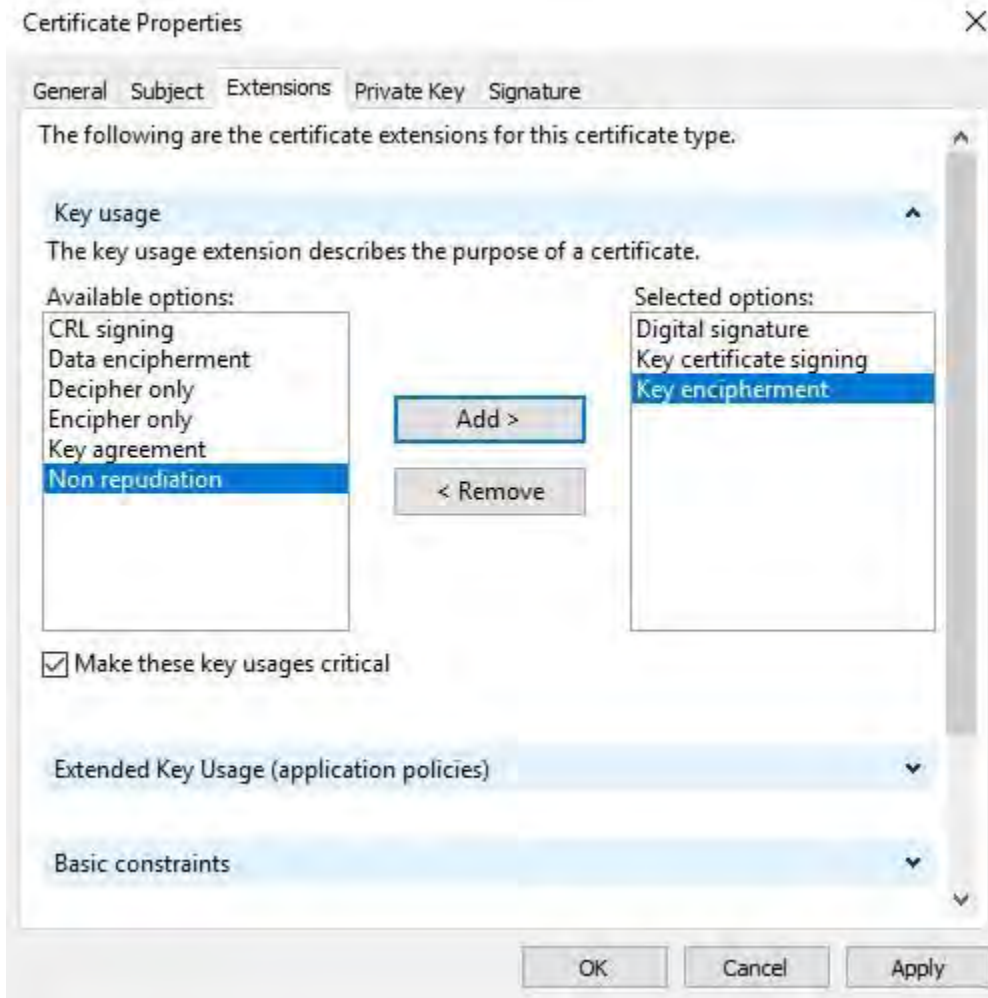 Certificate Properties
General Subject Extensions Private Key Signature
The following are the certificate extensions for this certificate type.
Key usage
The key usage extension describes the purpose of a certificate.
Available options:
CRL signing
Data encipherment
Decipher only
Encipher only
Key agreement
Non repudiation
Add >
< Remove
Selected options:
Digital signature
Key certificate signing
Key encipherment
Make these key usages critical
Extended Key Usage (application policies)
Basic constraints
OK Cancel Apply